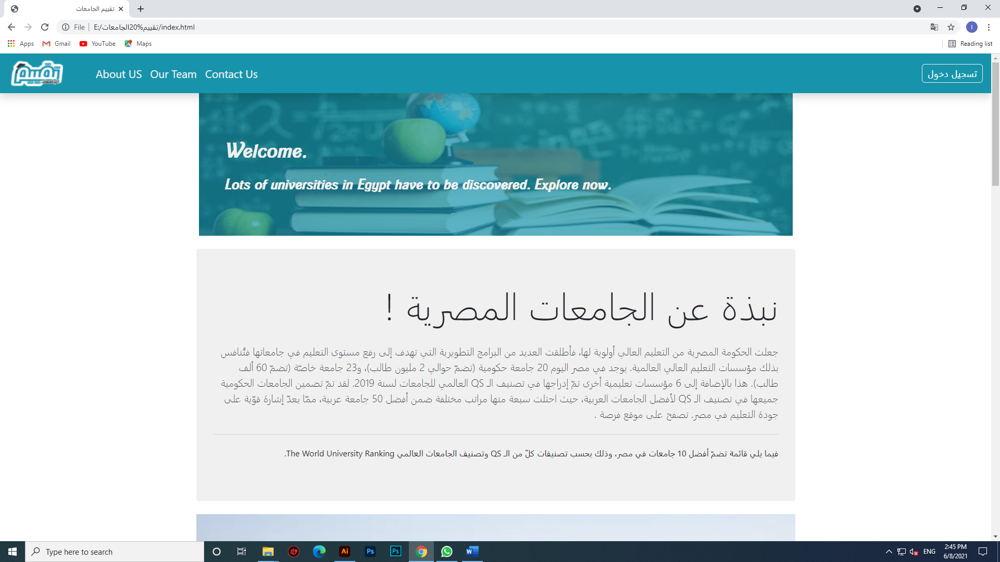 تقييم الجامعات
File
E:/تقييم%20الجامعات/index.html
Apps
Gmail
YouTube
Maps
Reading list
تقييم
الجامعات
About US
Our Team
Contact Us
تسجيل دخول
Welcome.
Lots of universities in Egypt have to be discovered. Explore now.
نبذة عن الجامعات المصرية !
جعلت الحكومة المصرية من التعليم العالي أولوية لها، فأطلقت العديد من البرامج التطويرية التي تهدف إلى رفع مستوى التعليم في جامعاتها فتُنافس
بذلك مؤسسات التعليم العالي العالمية. يوجد في مصر اليوم 20 جامعة حكومية (تضمّ حوالي 2 مليون طالب)، و23 جامعة خاصّة (تضمّ 60 ألف
طالب). هذا بالإضافة إلى 6 مؤسسات تعليمية أخرى تمّ إدراجها في تصنيف الـ QS العالمي للجامعات لسنة 2019. لقد تمّ تضمين الجامعات الحكومية
جميعها في تصنيف الـ QS لأفضل الجامعات العربية، حيث احتلت سبعة منها مراتب مختلفة ضمن أفضل 50 جامعة عربية، ممّا يعدّ إشارة قوّية على
جودة التعليم في مصر. تصفح على موقع فرصة .
فيما يلي قائمة تضمّ أفضل 10 جامعات في مصر، وذلك بحسب تصنيفات كلّ من الـ QS وتصنيف الجامعات العالمي The World University Ranking.
Type here to search
Ai
Ps
Ps
W
ENG
2:45 PM
6/8/2021